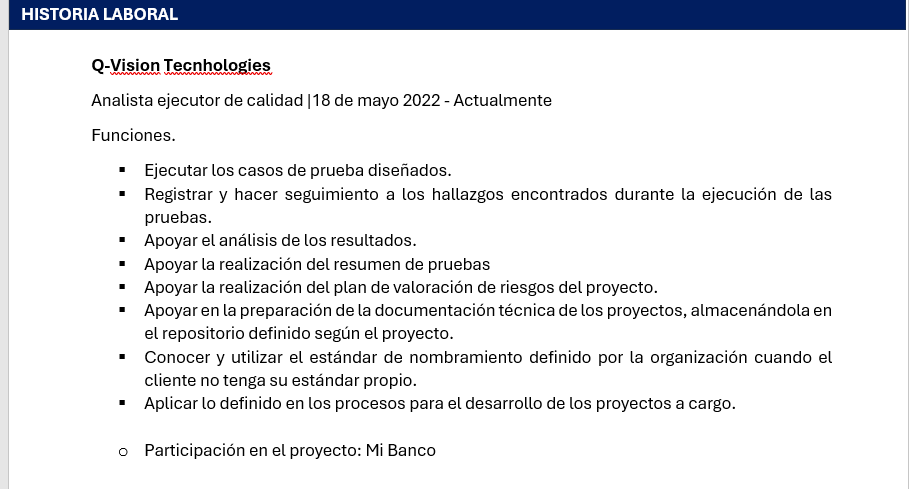 HISTORIA LABORAL
Q-Vision Tecnhologies
Analista ejecutor de calidad |18 de mayo 2022 - Actualmente
Funciones.
▪ Ejecutar los casos de prueba diseñados.
▪ Registrar y hacer seguimiento a los hallazgos encontrados durante la ejecución de las
pruebas.
▪ Apoyar el análisis de los resultados.
▪ Apoyar la realización del resumen de pruebas
▪ Apoyar la realización del plan de valoración de riesgos del proyecto.
▪ Apoyar en la preparación de la documentación técnica de los proyectos, almacenándola en
el repositorio definido según el proyecto.
▪ Conocer y utilizar el estándar de nombramiento definido por la organización cuando el
cliente no tenga su estándar propio.
▪ Aplicar lo definido en los procesos para el desarrollo de los proyectos a cargo.
o Participación en el proyecto: Mi Banco